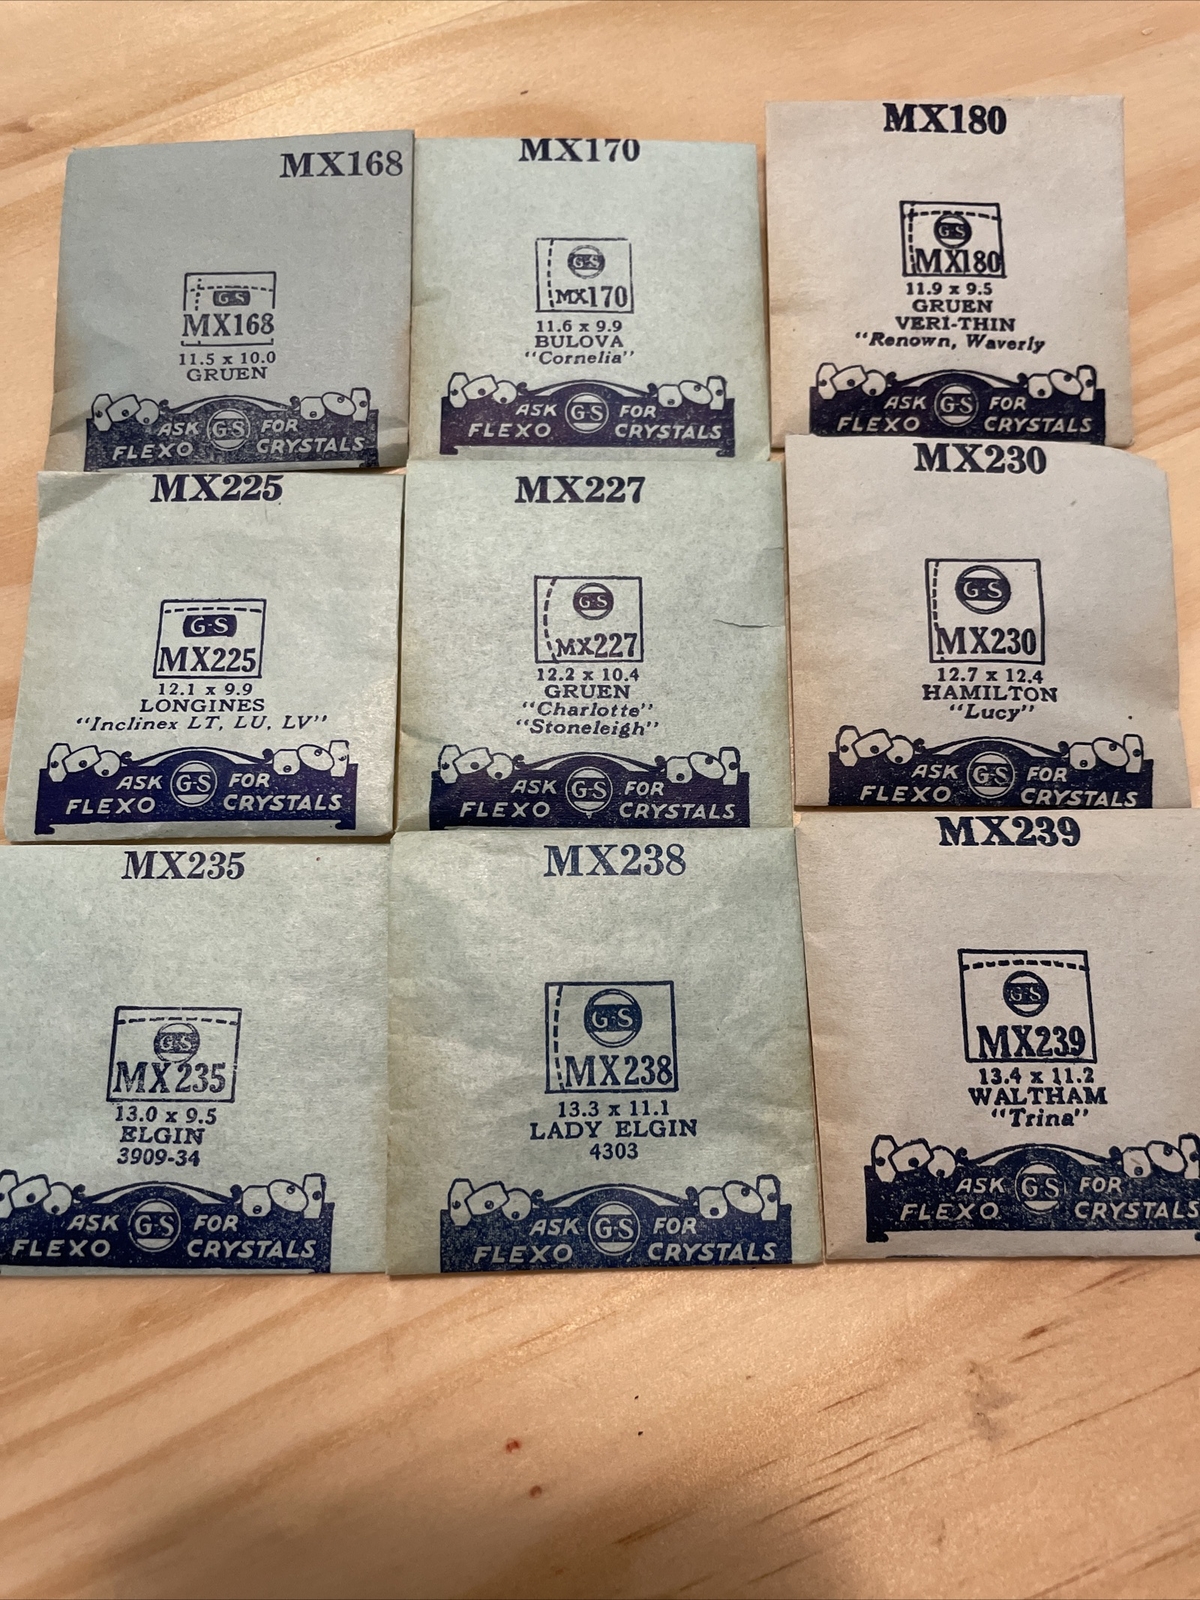 MX168
G-S
MX168
11.5 x 10.0
GRUEN
ASK G-S FOR
FLEXO CRYSTALS
MX170
G-S
MX170
11.6 x 9.9
BULOVA
"Cornelia"
ASK G-S FOR
FLEXO CRYSTALS
MX180
G-S
MX180
11.9 x 9.5
GRUEN
VERI-THIN
"Renown, Waverly
ASK G-S FOR
FLEXO CRYSTALS
MX225
G-S
MX225
12.1 x 9.9
LONGINES
"Inclinex LT, LU, LV"
ASK G-S FOR
FLEXO CRYSTALS
MX227
G-S
MX227
12.2 x 10.4
GRUEN
"Charlotte"
"Stoneleigh"
ASK G-S FOR
FLEXO CRYSTALS
MX230
G-S
MX230
12.7 x 12.4
HAMILTON
"Lucy"
ASK G-S FOR
FLEXO CRYSTALS
MX235
G-S
MX235
13.0 x 9.5
ELGIN
3909-34
ASK G-S FOR
FLEXO CRYSTALS
MX238
G-S
MX238
13.3 x 11.1
LADY ELGIN
4303
ASK G-S FOR
FLEXO CRYSTALS
MX239
G-S
MX239
13.4 x 11.2
WALTHAM
"Trina"
ASK G-S FOR
FLEXO CRYSTALS